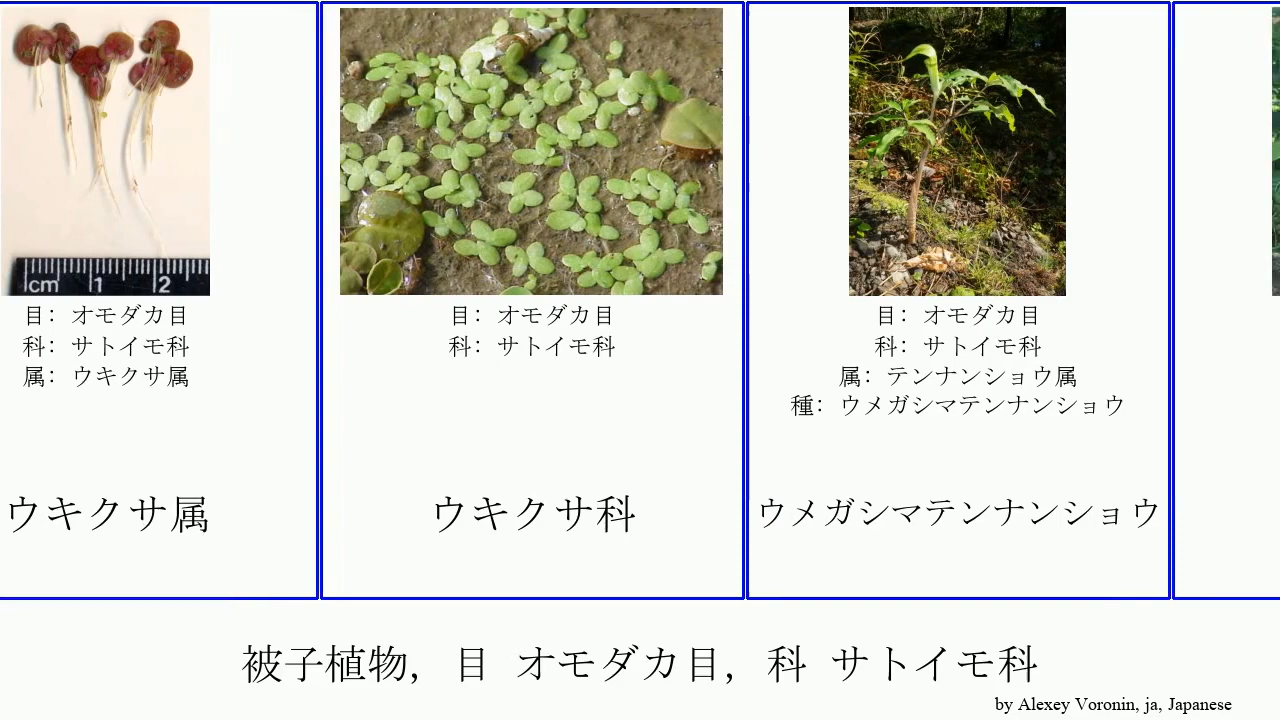 cm 1 2
目: オモダカ目
科: サトイモ科
属: ウキクサ属
ウキクサ属
目: オモダカ目
科: サトイモ科
ウキクサ科
目: オモダカ目
科: サトイモ科
属: テンナンショウ属
種: ウメガシマテンナンショウ
ウメガシマテンナンショウ
被子植物, 目 オモダカ目, 科 サトイモ科
by Alexey Voronin, ja, Japanese